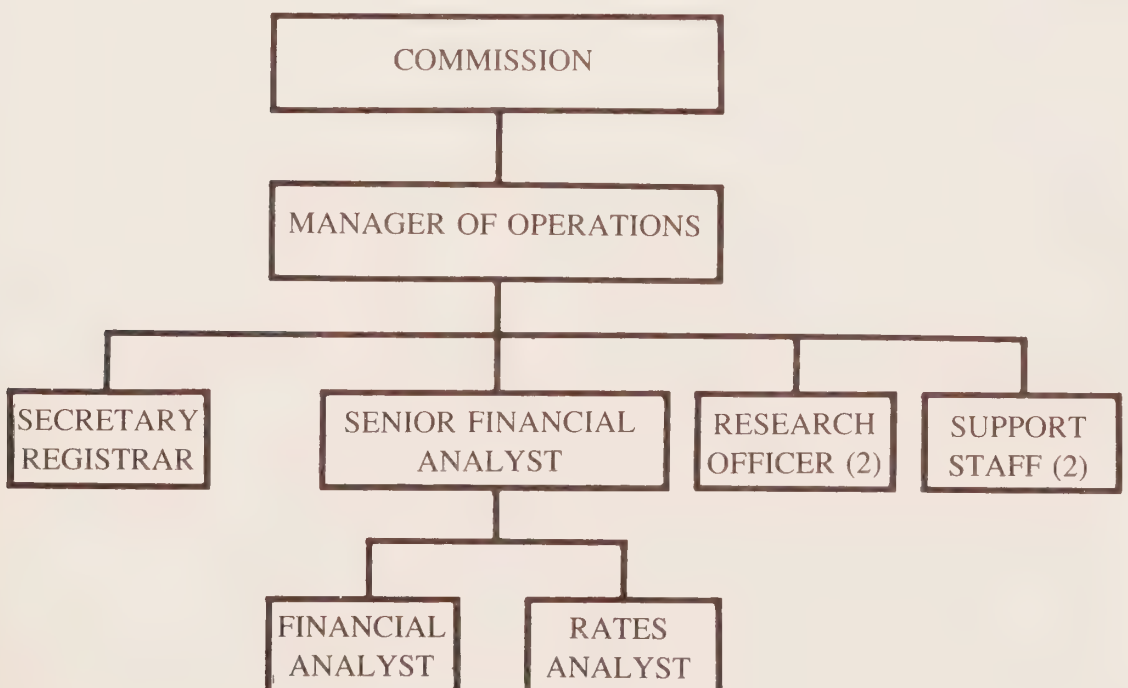 COMMISSION
MANAGER OF OPERATIONS
SECRETARY
REGISTRAR
SENIOR FINANCIAL
ANALYST
RESEARCH
OFFICER (2)
SUPPORT
STAFF (2)
FINANCIAL
ANALYST
RATES
ANALYST